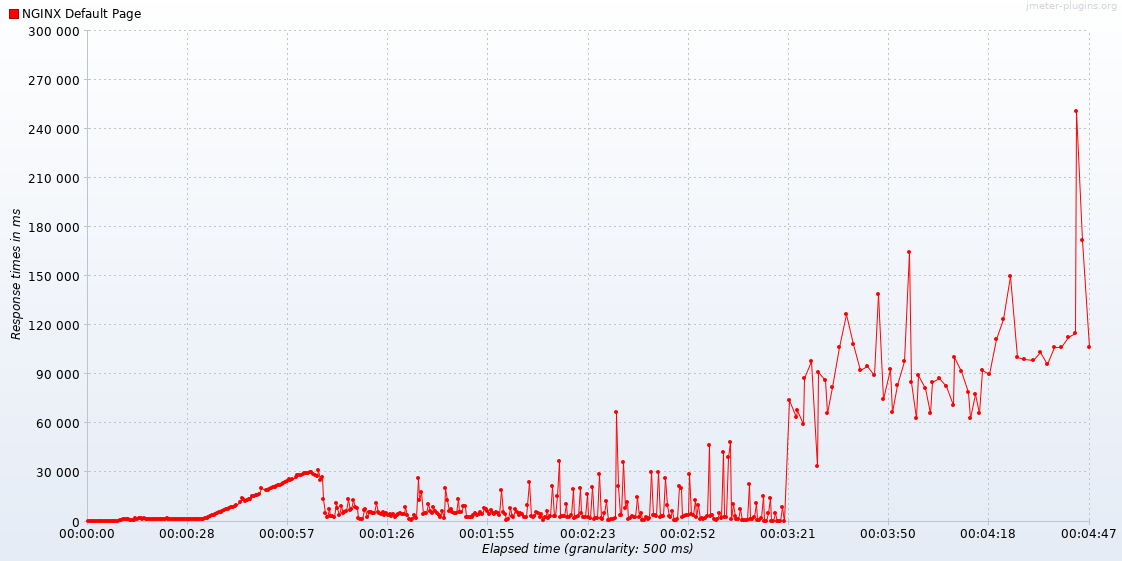 jmeter-plugins.org
NGINX Default Page
300 000
270 000
240 000
210 000
180 000
150 000
120 000
90 000
60 000
30 000
0
Response times in ms
00:00:00 00:00:28 00:00:57 00:01:26 00:01:55 00:02:23 00:02:52 00:03:21 00:03:50 00:04:18 00:04:47
Elapsed time (granularity: 500 ms)